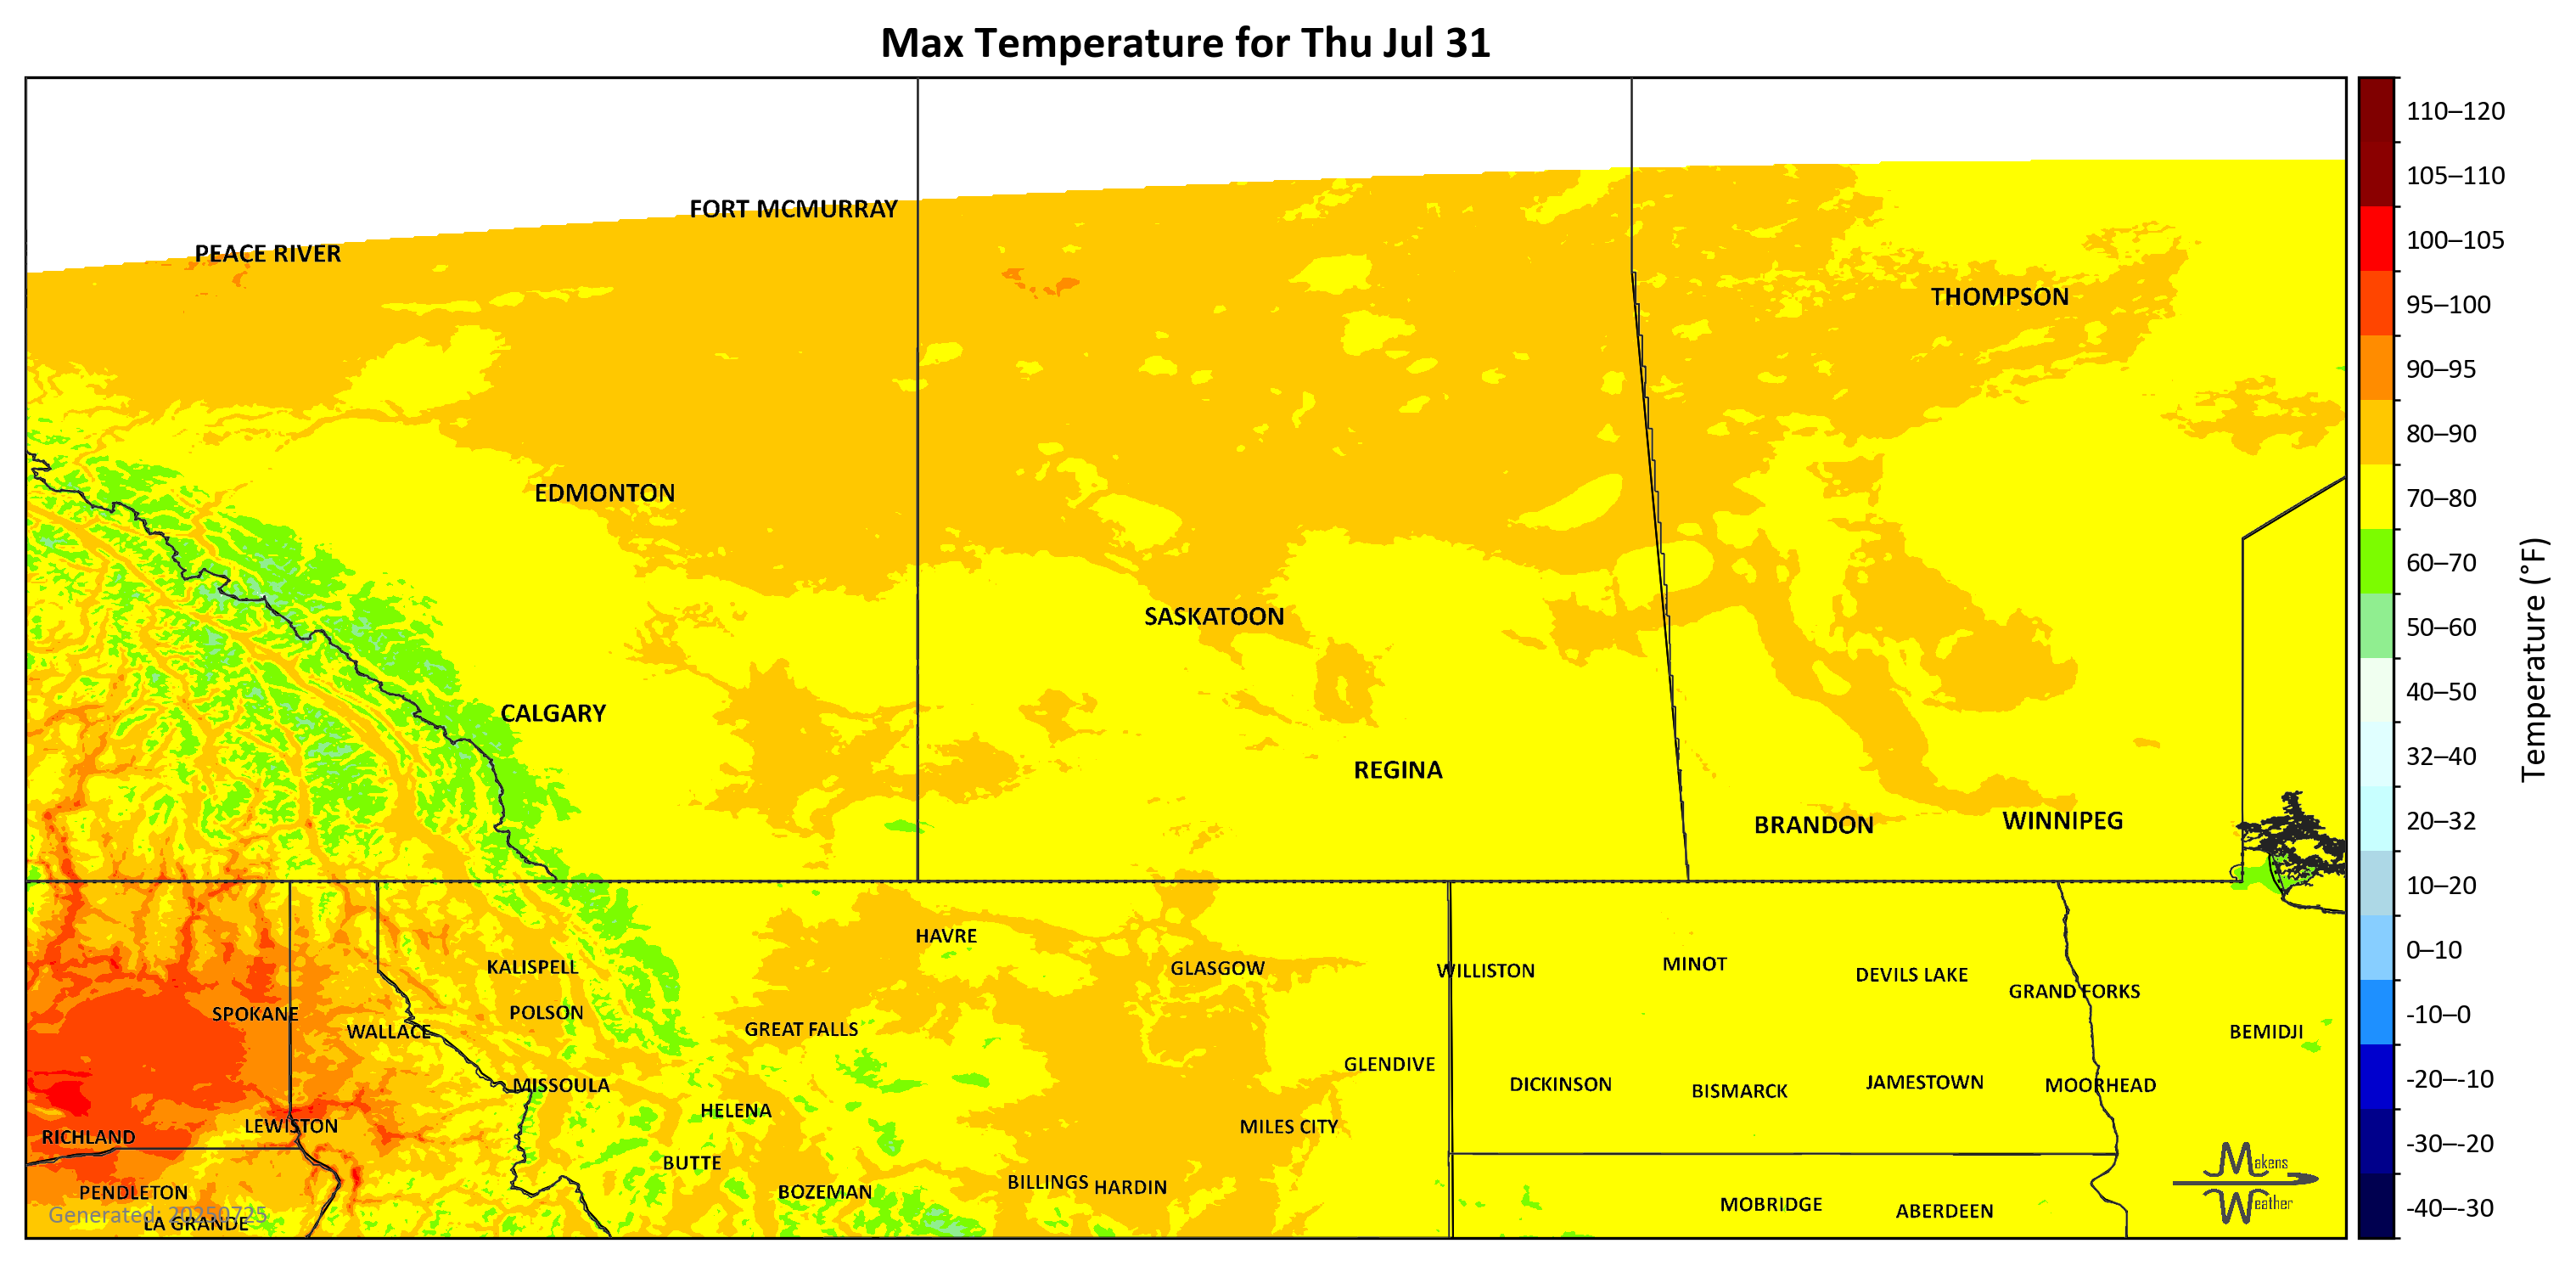 Max Temperature for Thu Jul 31
FORT MCMURRAY
PEACE RIVER
THOMPSON
EDMONTON
SASKATOON
CALGARY
REGINA
BRANDON
WINNIPEG
HAVRE
KALISPELL
GLASGOW
WILLISTON
MINOT
DEVILS LAKE
GRAND FORKS
SPOKANE
POLSON
WALLACE
GREAT FALLS
BEMIDJI
GLENDIVE
MISSOULA
DICKINSON
BISMARCK
JAMESTOWN
MOORHEAD
HELENA
LEWISTON
MILES CITY
RICHLAND
BUTTE
BILLINGS
HARDIN
PENDLETON
BOZEMAN
MOBRIDGE
ABERDEEN
Generated: 20250725
LA GRANDE
Makens
Weather
110–120
105–110
100–105
95–100
90–95
80–90
70–80
60–70
50–60
40–50
32–40
20–32
10–20
0–10
-10–0
-20–-10
-30–-20
-40–-30
Temperature (°F)